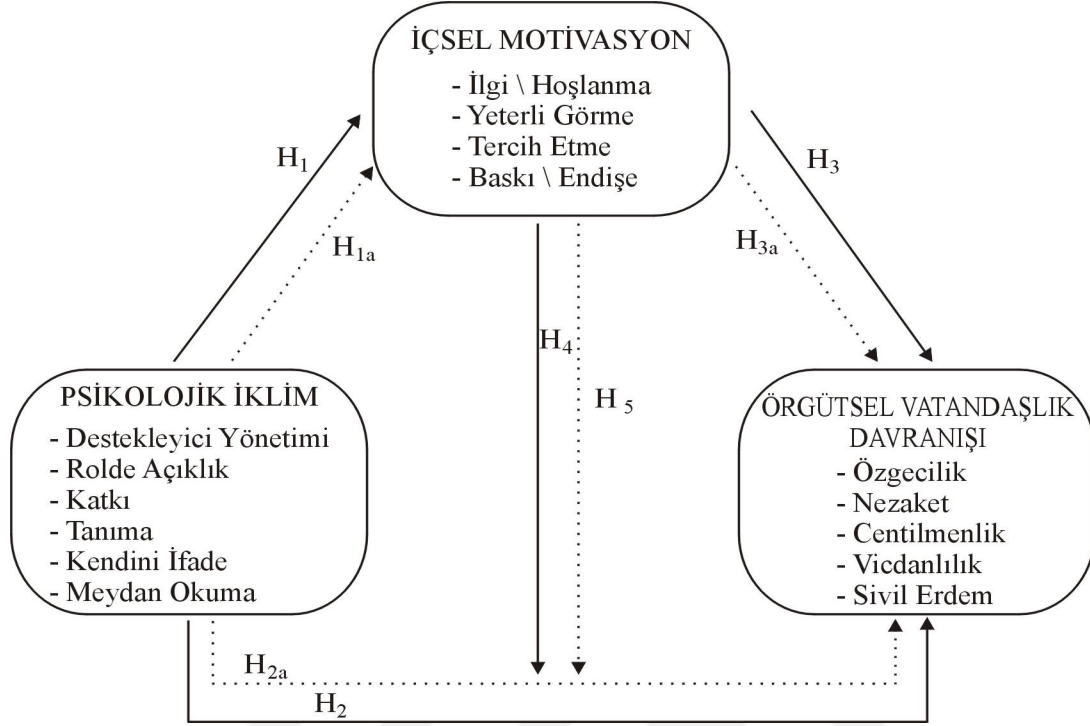 İÇSEL MOTİVASYON
- İlgi \ Hoşlanma
- Yeterli Görme
- Tercih Etme
- Baskı \ Endişe
H1
H1a
H3
H3a
H4
H5
PSİKOLOJİK İKLİM
- Destekleyici Yönetimi
- Rolde Açıklık
- Katkı
- Tanıma
- Kendini İfade
- Meydan Okuma
ÖRGÜTSEL VATANDAŞLIK
DAVRANIŞI
- Özgecilik
- Nezaket
- Centilmenlik
- Vicdanlılık
- Sivil Erdem
H2a
H2